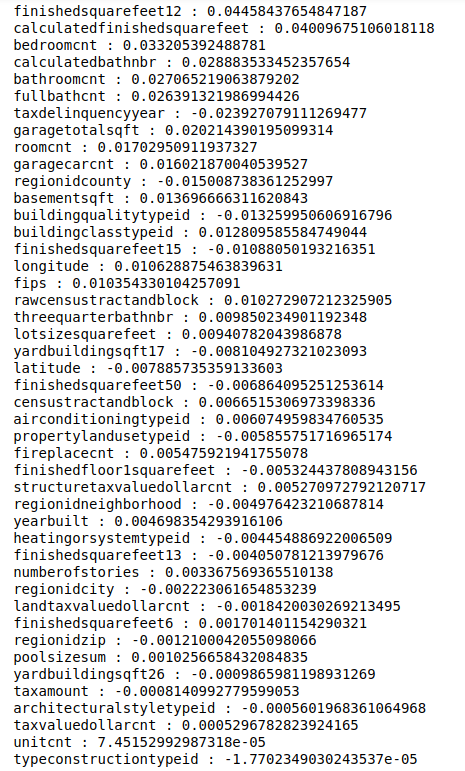 finishedsquarefeet12 : 0.04458437654847187
calculatedfinishedsquarefeet : 0.04009675106018118
bedroomcnt : 0.033205392488781
calculatedbathnbr : 0.028883533452357654
bathroomcnt : 0.027065219063879202
fullbathcnt : 0.026391321986994426
taxdelinquencyyear : -0.023927079111269477
garagetotalsqft : 0.020214390195099314
roomcnt : 0.01702950911937327
garagecarcnt : 0.016021870040539527
regionidcounty : -0.015008738361252997
basementsqft : 0.013696666311620843
buildingqualitytypeid : -0.013259950606916796
buildingclasstypeid : 0.012809585584749044
finishedsquarefeet15 : -0.01088050193216351
longitude : 0.010628875463839631
fips : 0.010354330104257091
rawcensustractandblock : 0.010272907212325905
threequarterbathnbr : 0.009850234901192348
lotsizesquarefeet : 0.00940782043986878
yardbuildingsqft17 : -0.008104927321023093
latitude : -0.007885735359133603
finishedsquarefeet50 : -0.006864095251253614
censustractandblock : 0.0066515306973398336
airconditioningtypeid : 0.006074959834760535
propertylandusetypeid : -0.005855751716965174
fireplacecnt : 0.005475921941755078
finishedfloor1squarefeet : -0.005324437808943156
structuretaxvaluedollarcnt : 0.005270972792120717
regionidneighborhood : -0.004976423210687814
yearbuilt : 0.004698354293916106
heatingorsystemtypeid : -0.004454886922006509
finishedsquarefeet13 : -0.004050781213979676
numberofstories : 0.003367569365510138
regionidcity : -0.002223061654853239
landtaxvaluedollarcnt : -0.0018420030269213495
finishedsquarefeet6 : 0.001701401154290321
regionidzip : -0.0012100042055098066
poolsizesum : 0.0010256658432084835
yardbuildingsqft26 : -0.0009865981198931269
taxamount : -0.0008140992779599053
architecturalstyletypeid : -0.0005601968361064968
taxvaluedollarcnt : 0.0005296782823924165
unitcnt : 7.45152992987318e-05
typeconstructiontypeid : -1.7702349030243537e-05